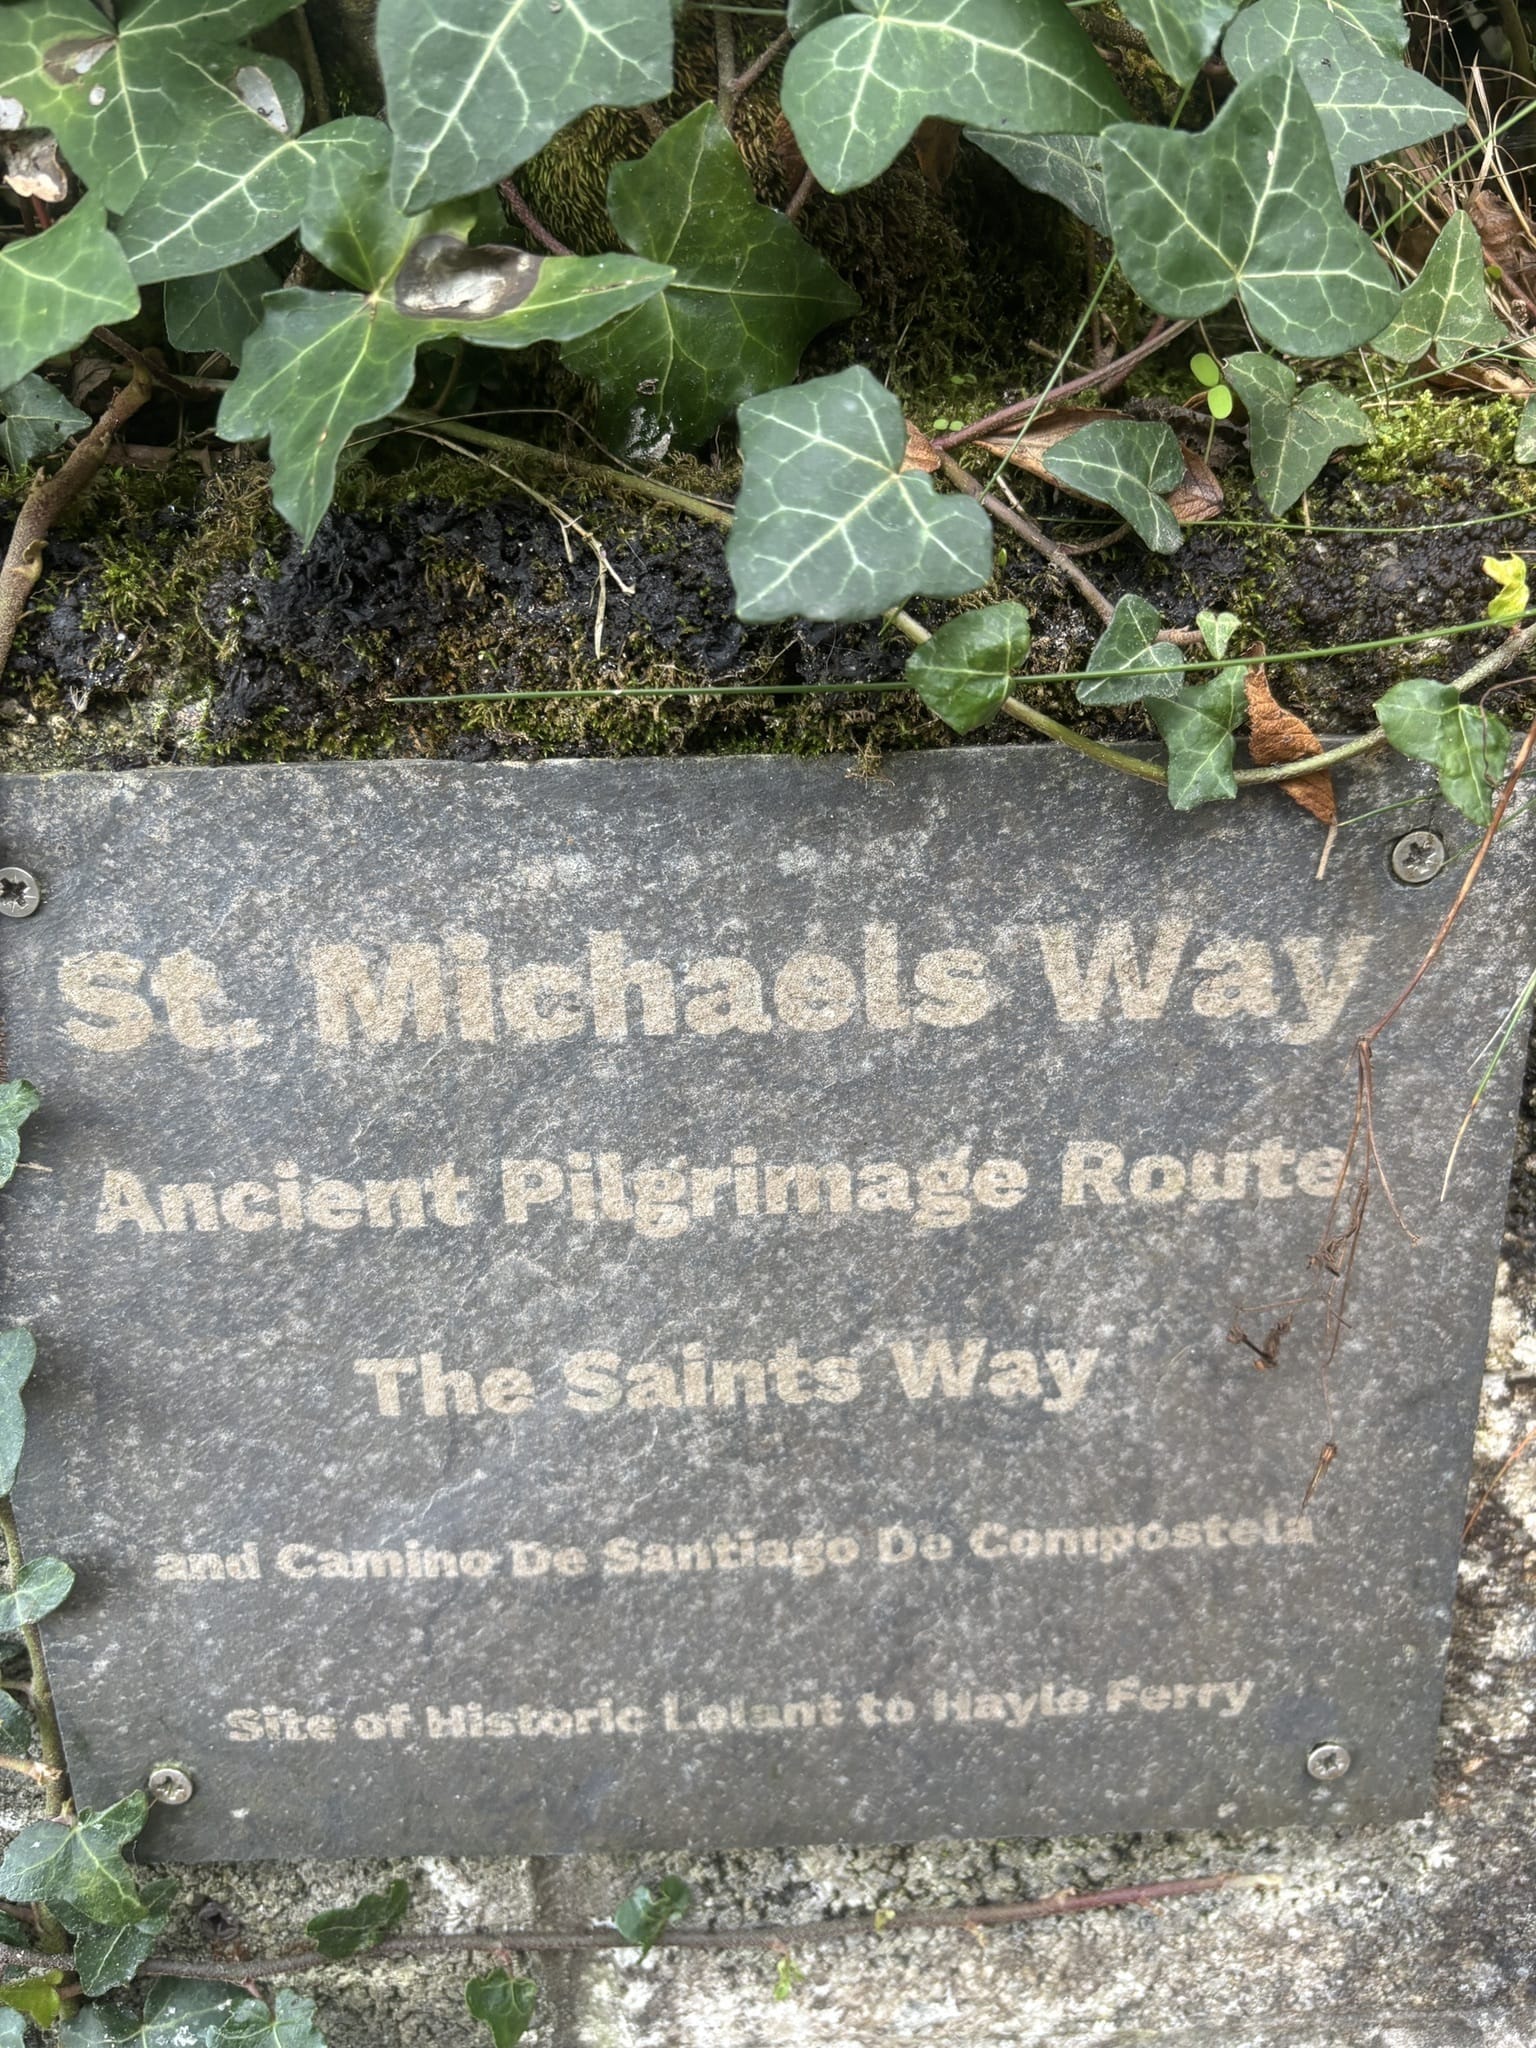 St. Michaels Way
Ancient Pilgrimage Route
The Saints Way
and Camino De Santiago De Compostela
Site of Historic Lelant to Hayle Ferry